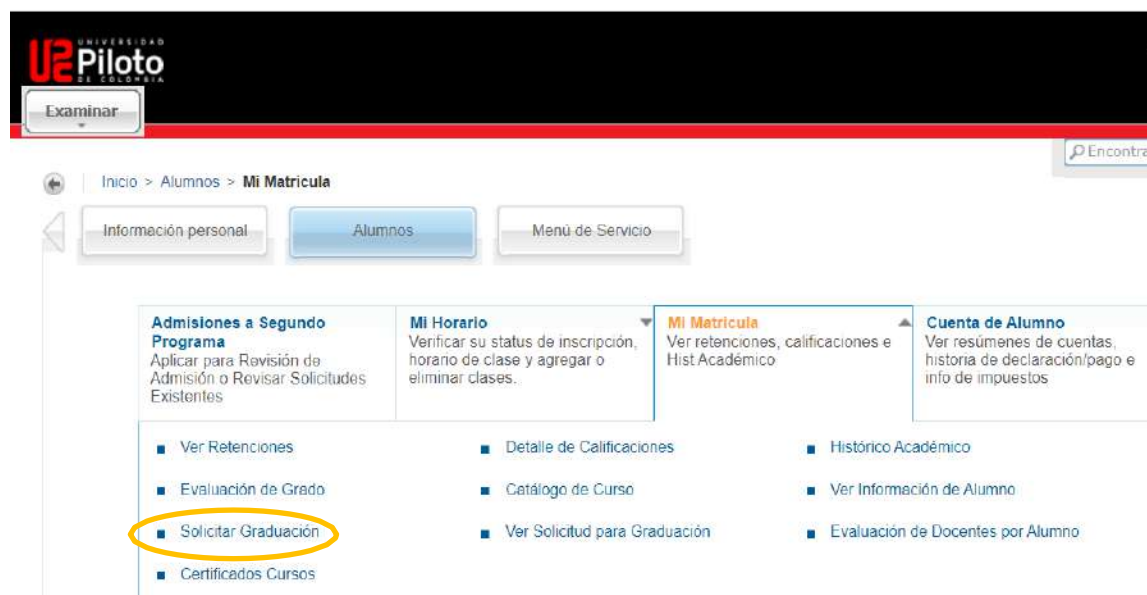 UNIVERSIDAD
UPC Piloto
DE COLOMBIA
Examinar
Encontra
Inicio > Alumnos > Mi Matricula
Información personal
Alumnos
Menú de Servicio
Admisiones a Segundo
Programa
Aplicar para Revisión de
Admisión o Revisar Solicitudes
Existentes
Mi Horario
Verificar su status de inscripción,
horario de clase y agregar o
eliminar clases.
Mi Matricula
Ver retenciones, calificaciones e
Hist Académico
Cuenta de Alumno
Ver resúmenes de cuentas,
historia de declaración/pago e
info de impuestos
Ver Retenciones
Detalle de Calificaciones
Histórico Académico
Evaluación de Grado
Catálogo de Curso
Ver Información de Alumno
Solicitar Graduación
Ver Solicitud para Graduación
Evaluación de Docentes por Alumno
Certificados Cursos